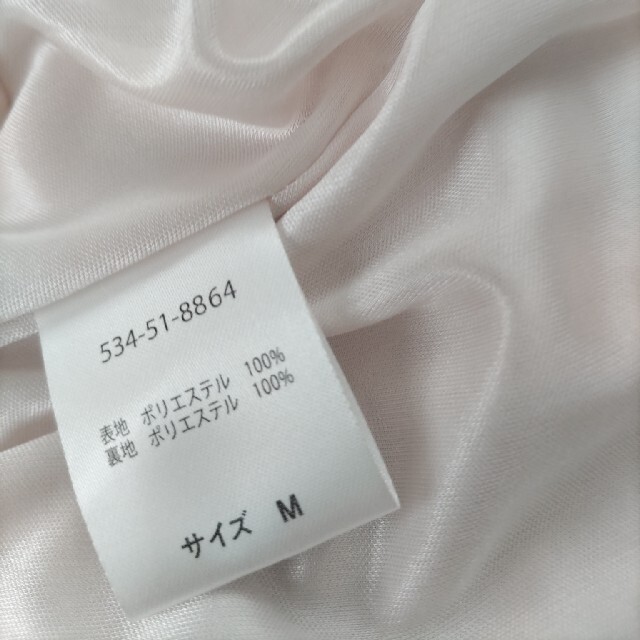 534-51-8864
表地 ポリエステル 100%
裏地 ポリエステル 100%
サイズ M